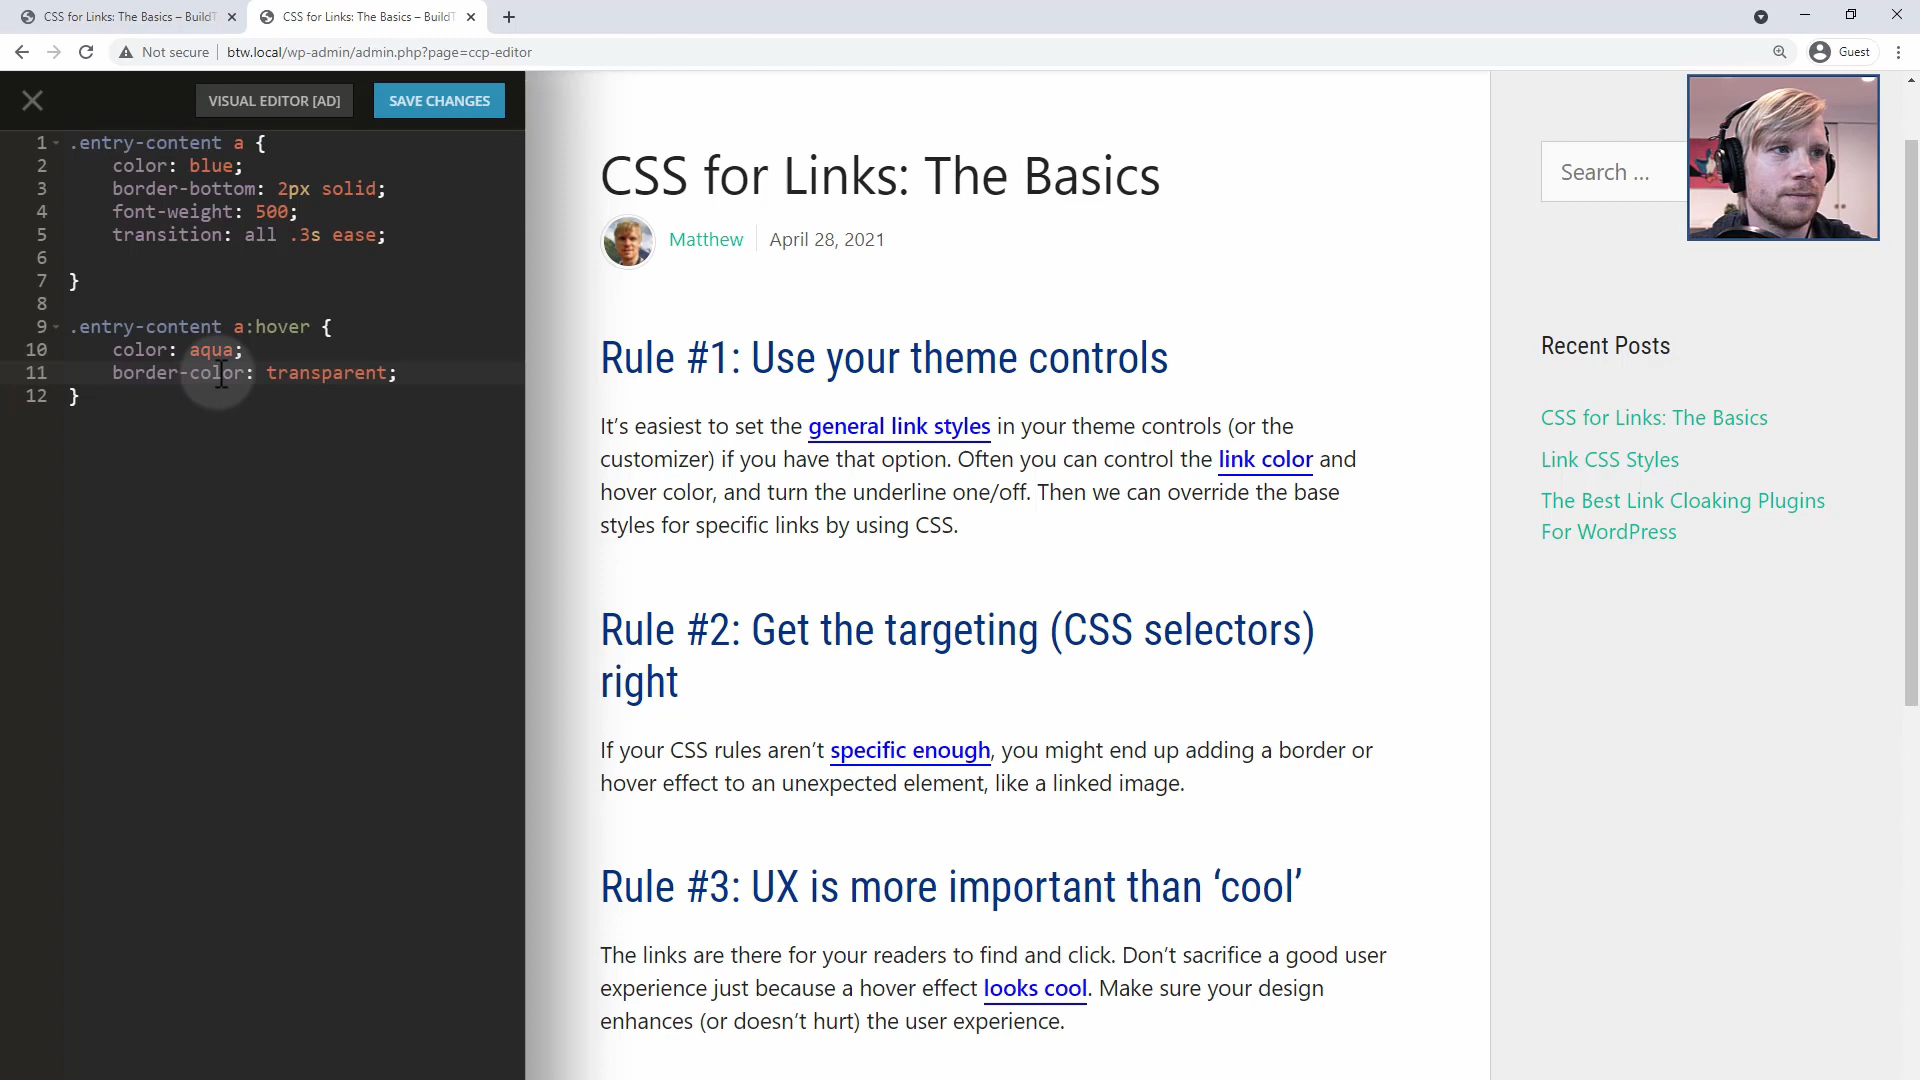 CSS for Links: The Basics – BuildT
CSS for Links: The Basics – BuildT
Not secure
btw.local/wp-admin/admin.php?page=ccp-editor
Guest
VISUAL EDITOR [AD]
SAVE CHANGES
1 .entry-content a {
2 color: blue;
3 border-bottom: 2px solid;
4 font-weight: 500;
5 transition: all .3s ease;
6
7 }
8
9 .entry-content a:hover {
10 color: aqua;
11 border-color: transparent;
12 }
CSS for Links: The Basics
Matthew April 28, 2021
Rule #1: Use your theme controls
It’s easiest to set the general link styles in your theme controls (or the
customizer) if you have that option. Often you can control the link color and
hover color, and turn the underline one/off. Then we can override the base
styles for specific links by using CSS.
Rule #2: Get the targeting (CSS selectors)
right
If your CSS rules aren’t specific enough, you might end up adding a border or
hover effect to an unexpected element, like a linked image.
Rule #3: UX is more important than ‘cool’
The links are there for your readers to find and click. Don’t sacrifice a good user
experience just because a hover effect looks cool. Make sure your design
enhances (or doesn’t hurt) the user experience.
Search …
Recent Posts
CSS for Links: The Basics
Link CSS Styles
The Best Link Cloaking Plugins
For WordPress